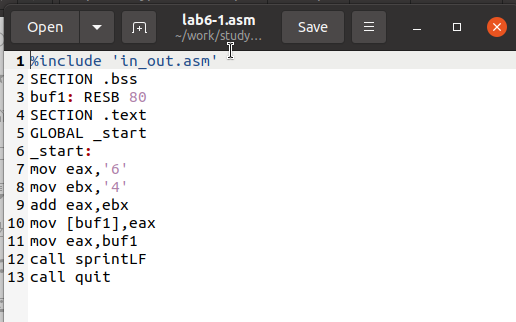 Open
lab6-1.asm
~/work/study...
Save
1 %include 'in_out.asm'
2 SECTION .bss
3 buf1: RESB 80
4 SECTION .text
5 GLOBAL _start
6 _start:
7 mov eax,'6'
8 mov ebx,'4'
9 add eax,ebx
10 mov [buf1],eax
11 mov eax,buf1
12 call sprintLF
13 call quit